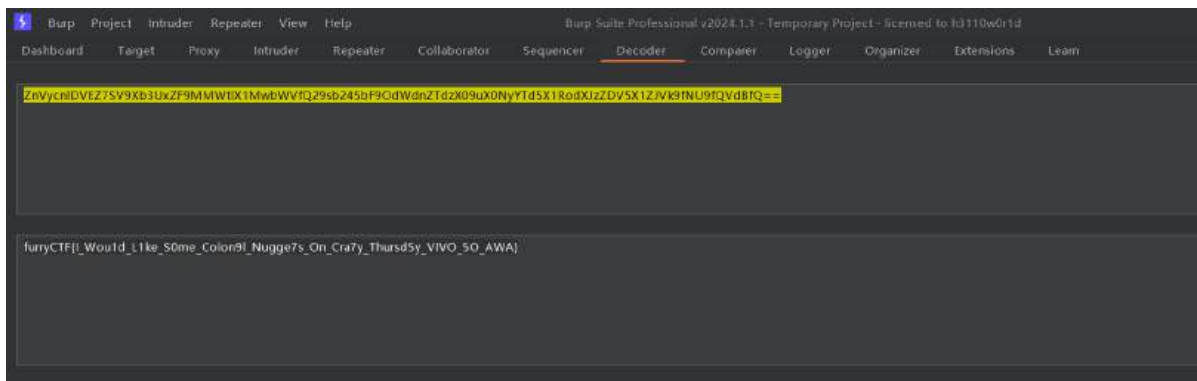 Burp Project Intruder Repeater View Help Burp Suite Professional v2024.1.1 - Temporary Project - licensed to h3110w0r1d
Dashboard Target Proxy Intruder Repeater Collaborator Sequencer Decoder Comparer Logger Organizer Extensions Learn
ZnVycnlDVEZ7SV9Xb3UxZF9MMWtlX1MwbWVfQ29sb245bF9OdWdnZTdzX09uX0NyYTd5X1RodXJzZDV5X1ZJVk9fNU9fQVdBfQ==
furryCTF{I_Wou1d_L1ke_S0me_Colon9l_Nugge7s_On_Cra7y_Thursd5y_VIVO_5O_AWA}